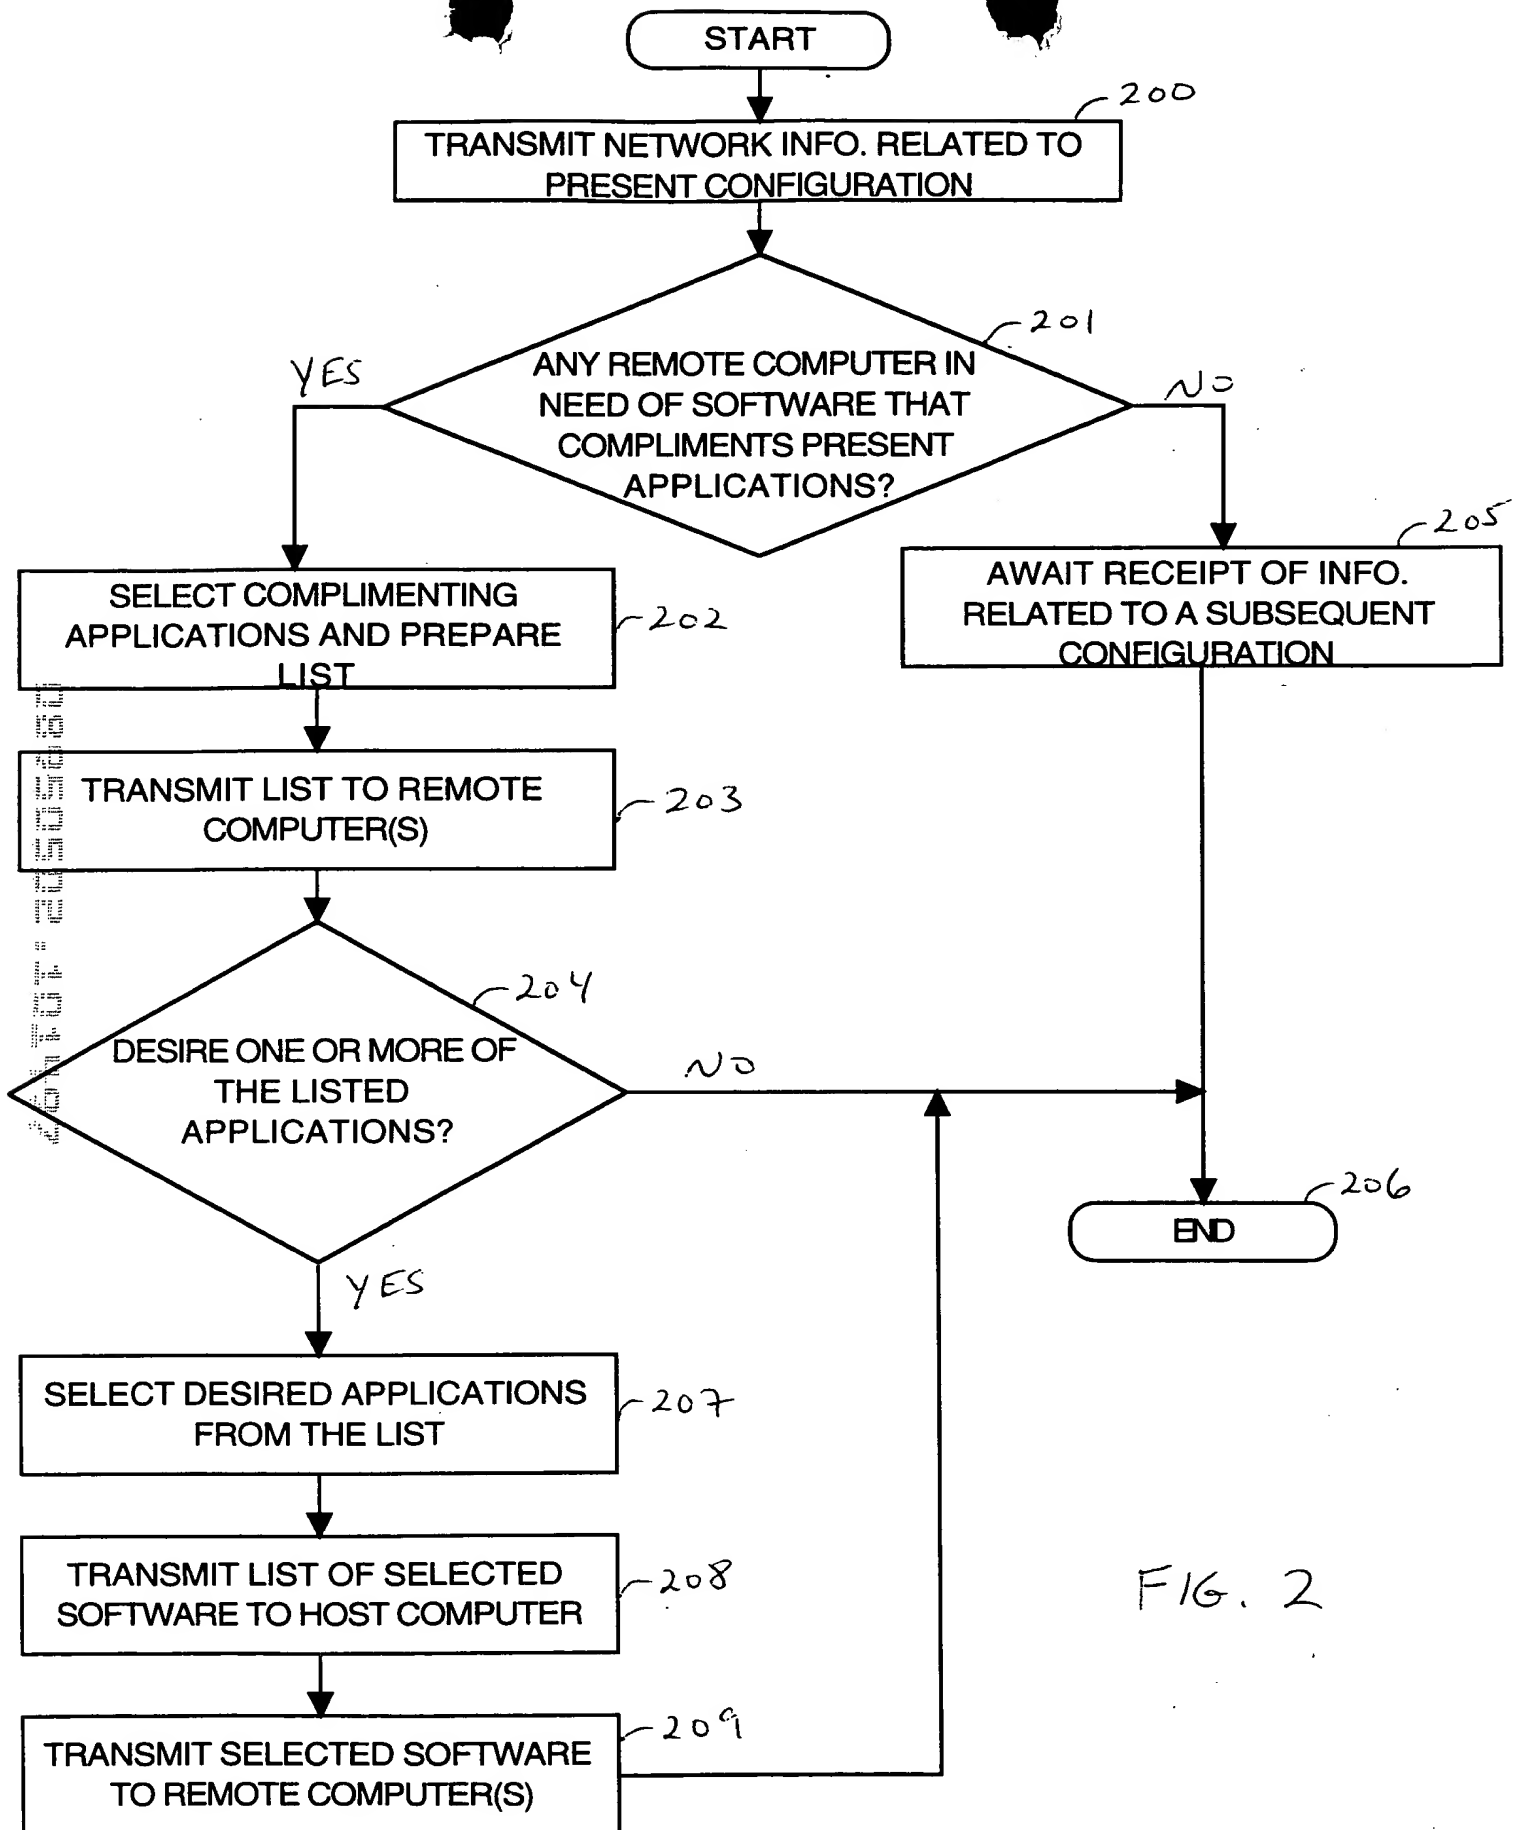 START
200
TRANSMIT NETWORK INFO. RELATED TO
PRESENT CONFIGURATION
201
YES
ANY REMOTE COMPUTER IN
NEED OF SOFTWARE THAT
COMPLIMENTS PRESENT
APPLICATIONS?
NO
205
AWAIT RECEIPT OF INFO.
RELATED TO A SUBSEQUENT
CONFIGURATION
SELECT COMPLIMENTING
APPLICATIONS AND PREPARE
LIST
202
TRANSMIT LIST TO REMOTE
COMPUTER(S)
203
204
DESIRE ONE OR MORE OF
THE LISTED
APPLICATIONS?
NO
206
END
YES
SELECT DESIRED APPLICATIONS
FROM THE LIST
207
TRANSMIT LIST OF SELECTED
SOFTWARE TO HOST COMPUTER
208
FIG. 2
209
TRANSMIT SELECTED SOFTWARE
TO REMOTE COMPUTER(S)